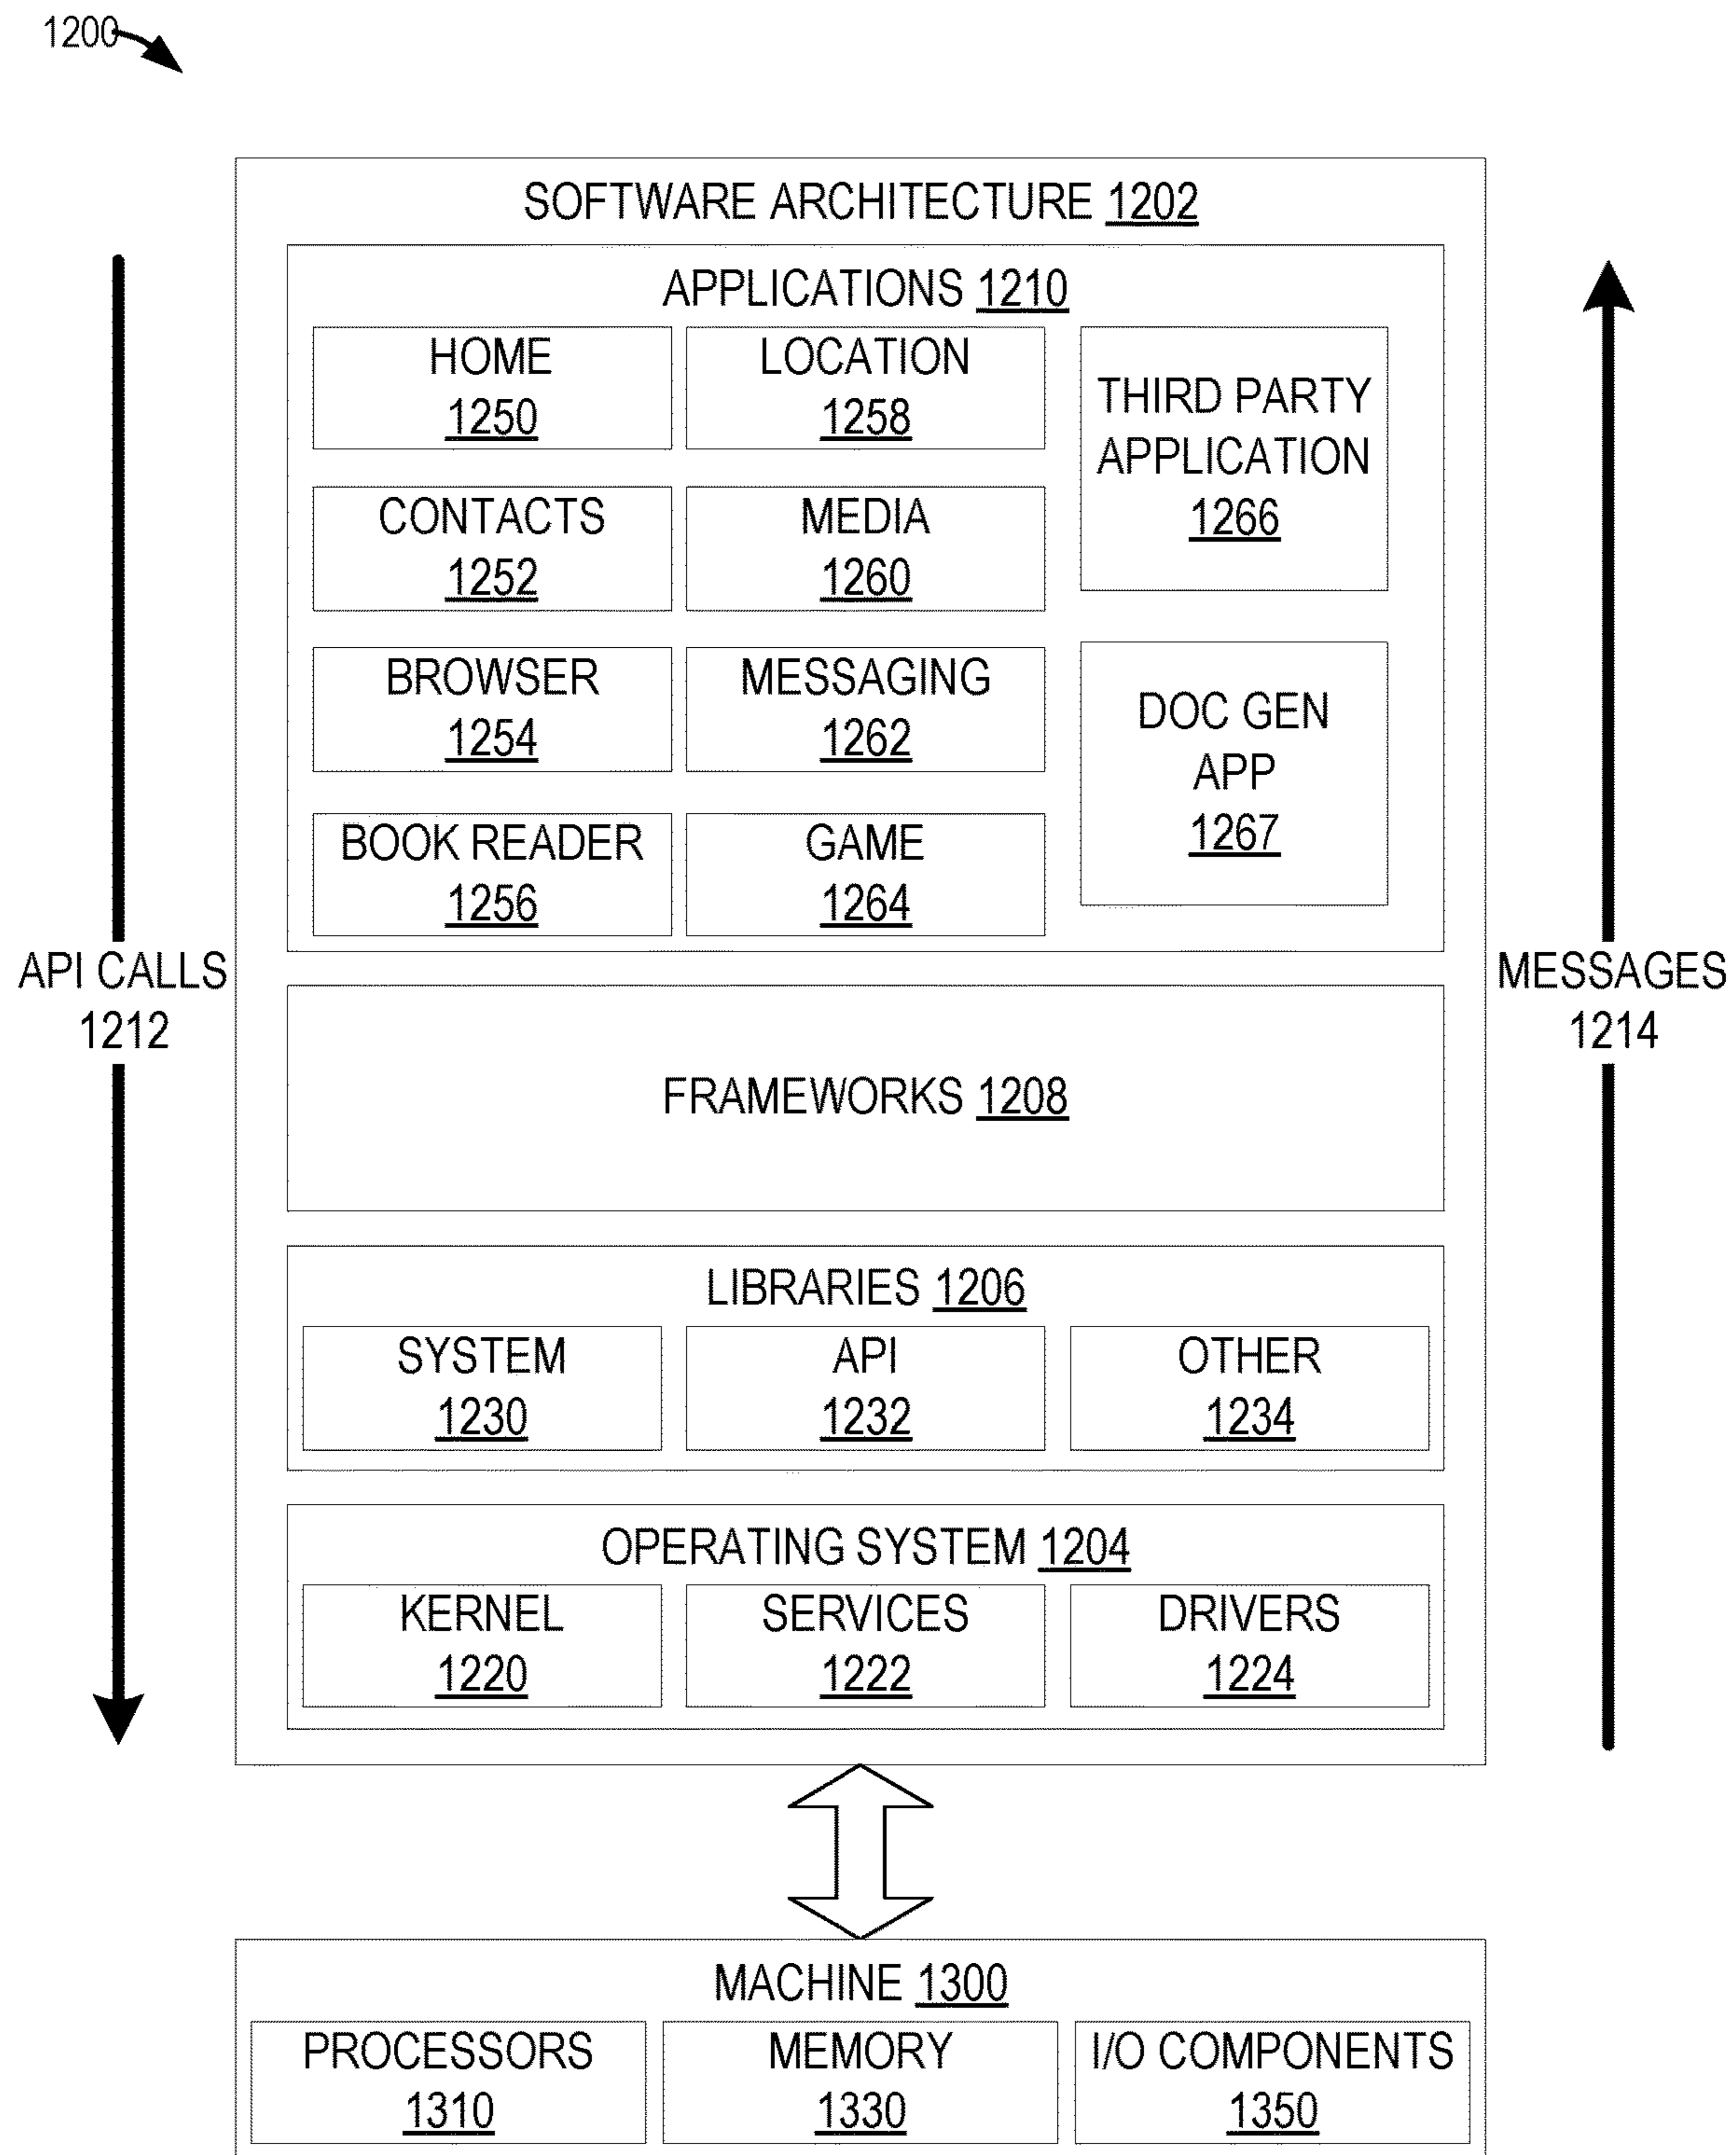 1200
SOFTWARE ARCHITECTURE 1202
APPLICATIONS 1210
HOME
1250
LOCATION
1258
THIRD PARTY
APPLICATION
1266
CONTACTS
1252
MEDIA
1260
BROWSER
1254
MESSAGING
1262
DOC GEN
APP
1267
BOOK READER
1256
GAME
1264
API CALLS
1212
MESSAGES
1214
FRAMEWORKS 1208
LIBRARIES 1206
SYSTEM
1230
API
1232
OTHER
1234
OPERATING SYSTEM 1204
KERNEL
1220
SERVICES
1222
DRIVERS
1224
MACHINE 1300
PROCESSORS
1310
MEMORY
1330
I/O COMPONENTS
1350